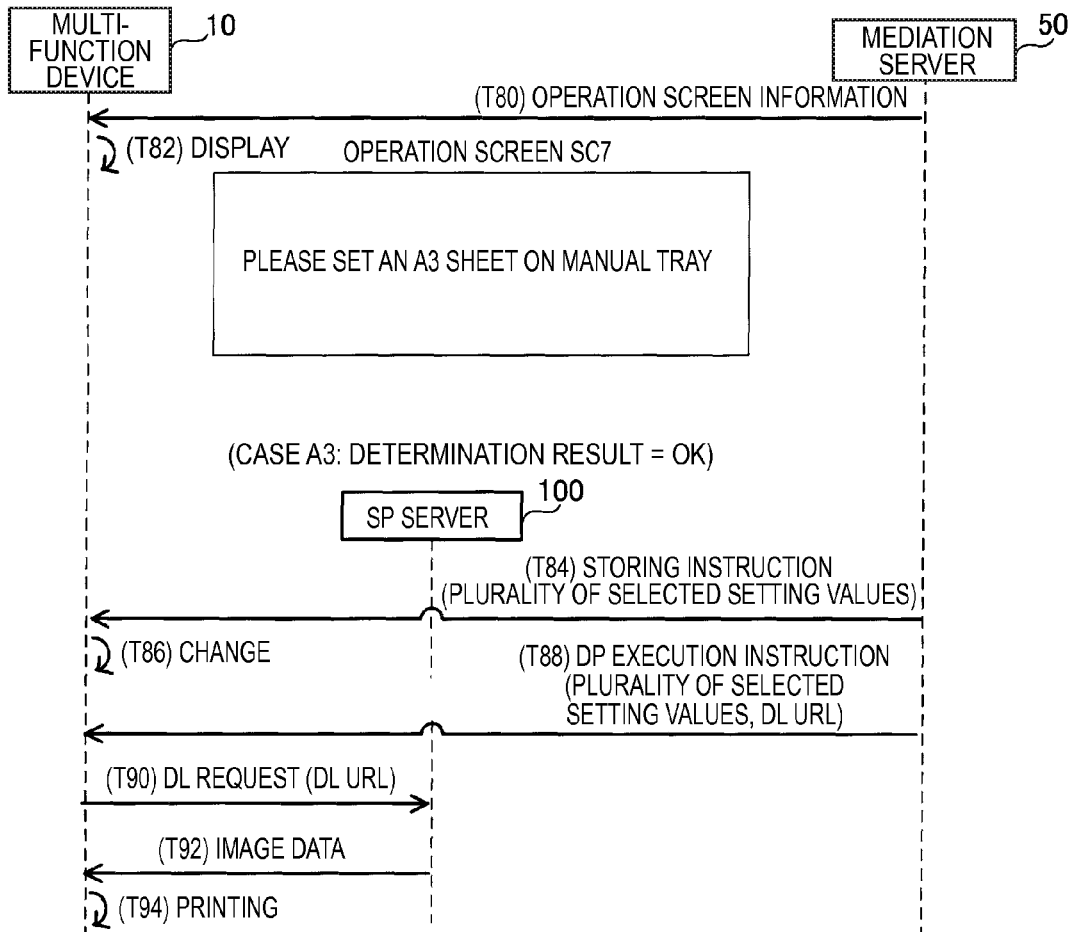 MULTI-
FUNCTION
DEVICE
10
MEDIATION
SERVER
50
(T80) OPERATION SCREEN INFORMATION
(T82) DISPLAY
OPERATION SCREEN SC7
PLEASE SET AN A3 SHEET ON MANUAL TRAY
(CASE A3: DETERMINATION RESULT = OK)
SP SERVER
100
(T84) STORING INSTRUCTION
(PLURALITY OF SELECTED SETTING VALUES)
(T86) CHANGE
(T88) DP EXECUTION INSTRUCTION
(PLURALITY OF SELECTED
SETTING VALUES, DL URL)
(T90) DL REQUEST (DL URL)
(T92) IMAGE DATA
(T94) PRINTING